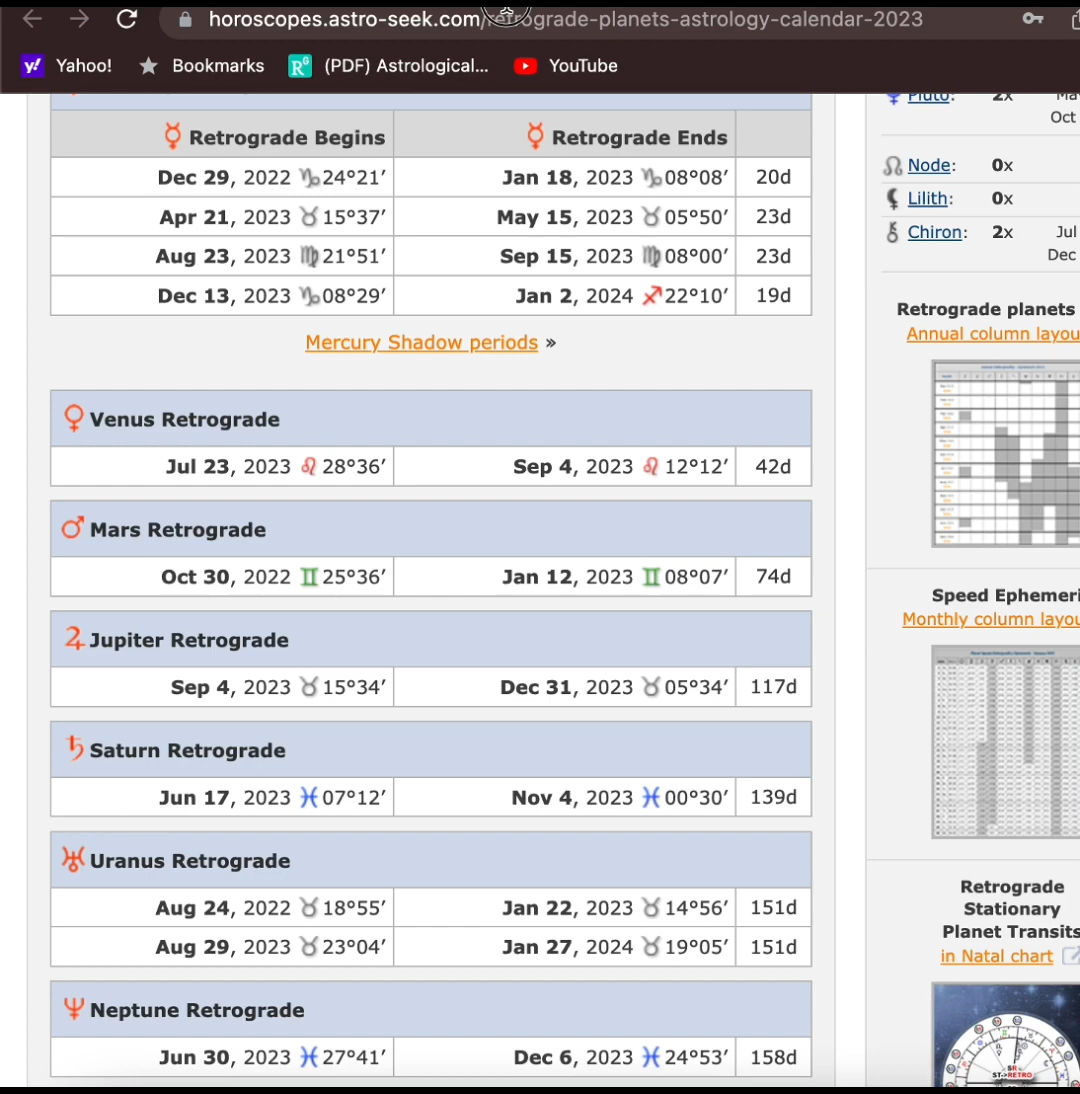 horoscopes.astro-seek.com/retrograde-planets-astrology-calendar-2023
y! Yahoo! Bookmarks (PDF) Astrological... YouTube
☿ Retrograde Begins ☿ Retrograde Ends
Dec 29, 2022 ♑24°21′ Jan 18, 2023 ♑08°08′ 20d
Apr 21, 2023 ♉15°37′ May 15, 2023 ♉05°50′ 23d
Aug 23, 2023 ♍21°51′ Sep 15, 2023 ♍08°00′ 23d
Dec 13, 2023 ♑08°29′ Jan 2, 2024 ♐22°10′ 19d
Mercury Shadow periods »
♀ Venus Retrograde
Jul 23, 2023 ♌28°36′ Sep 4, 2023 ♌12°12′ 42d
♂ Mars Retrograde
Oct 30, 2022 ♊25°36′ Jan 12, 2023 ♊08°07′ 74d
♃ Jupiter Retrograde
Sep 4, 2023 ♉15°34′ Dec 31, 2023 ♉05°34′ 117d
♄ Saturn Retrograde
Jun 17, 2023 ♓07°12′ Nov 4, 2023 ♓00°30′ 139d
♅ Uranus Retrograde
Aug 24, 2022 ♉18°55′ Jan 22, 2023 ♉14°56′ 151d
Aug 29, 2023 ♉23°04′ Jan 27, 2024 ♉19°05′ 151d
♆ Neptune Retrograde
Jun 30, 2023 ♓27°41′ Dec 6, 2023 ♓24°53′ 158d
Pluto: 2x Ma
Oct
☊ Node: 0x
⚸ Lilith: 0x
⚷ Chiron: 2x Jul
Dec
Retrograde planets
Annual column layou
Speed Ephemeri
Monthly column layou
Retrograde
Stationary
Planet Transits
in Natal chart
SR
ST->RETRO